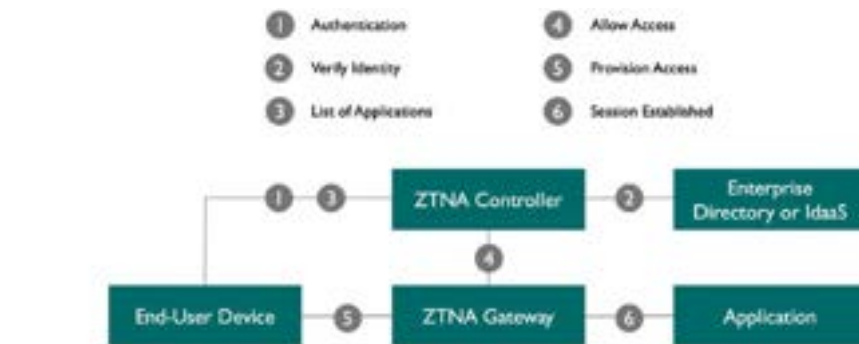 1 Authentication
4 Allow Access
2 Verify Identity
5 Provision Access
3 List of Applications
6 Session Established
1 3
ZTNA Controller
2
Enterprise
Directory or IdaaS
4
End-User Device
5
ZTNA Gateway
6
Application